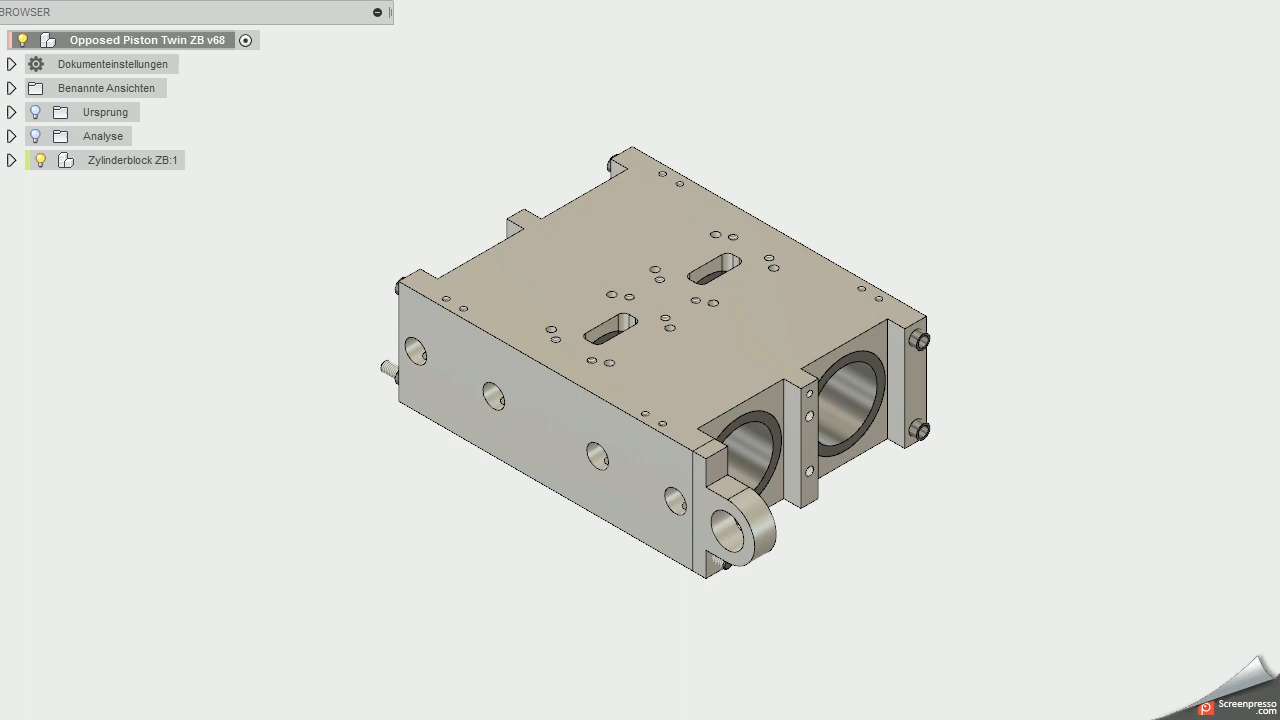 BROWSER
Opposed Piston Twin ZB v68
Dokumenteinstellungen
Benannte Ansichten
Ursprung
Analyse
Zylinderblock ZB:1
Screenpresso
.com